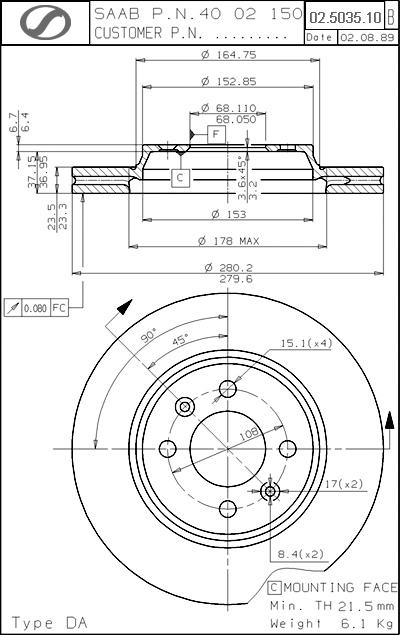 SAAB P.N.40 02 150
CUSTOMER P.N. .........
02.5035.10 B
Date 02.08.89
Ø 164.75
Ø 152.85
Ø 68.110
68.050
F
6.7
6.4
37.15
36.95
23.5
23.3
C
3.6x45°
3.2
Ø 153
Ø 178 MAX
Ø 280.2
279.6
0.080 FC
90°
45°
15.1(x4)
108
17(x2)
8.4(x2)
C MOUNTING FACE
Min. TH 21.5mm
Type DA
Weight 6.1 Kg